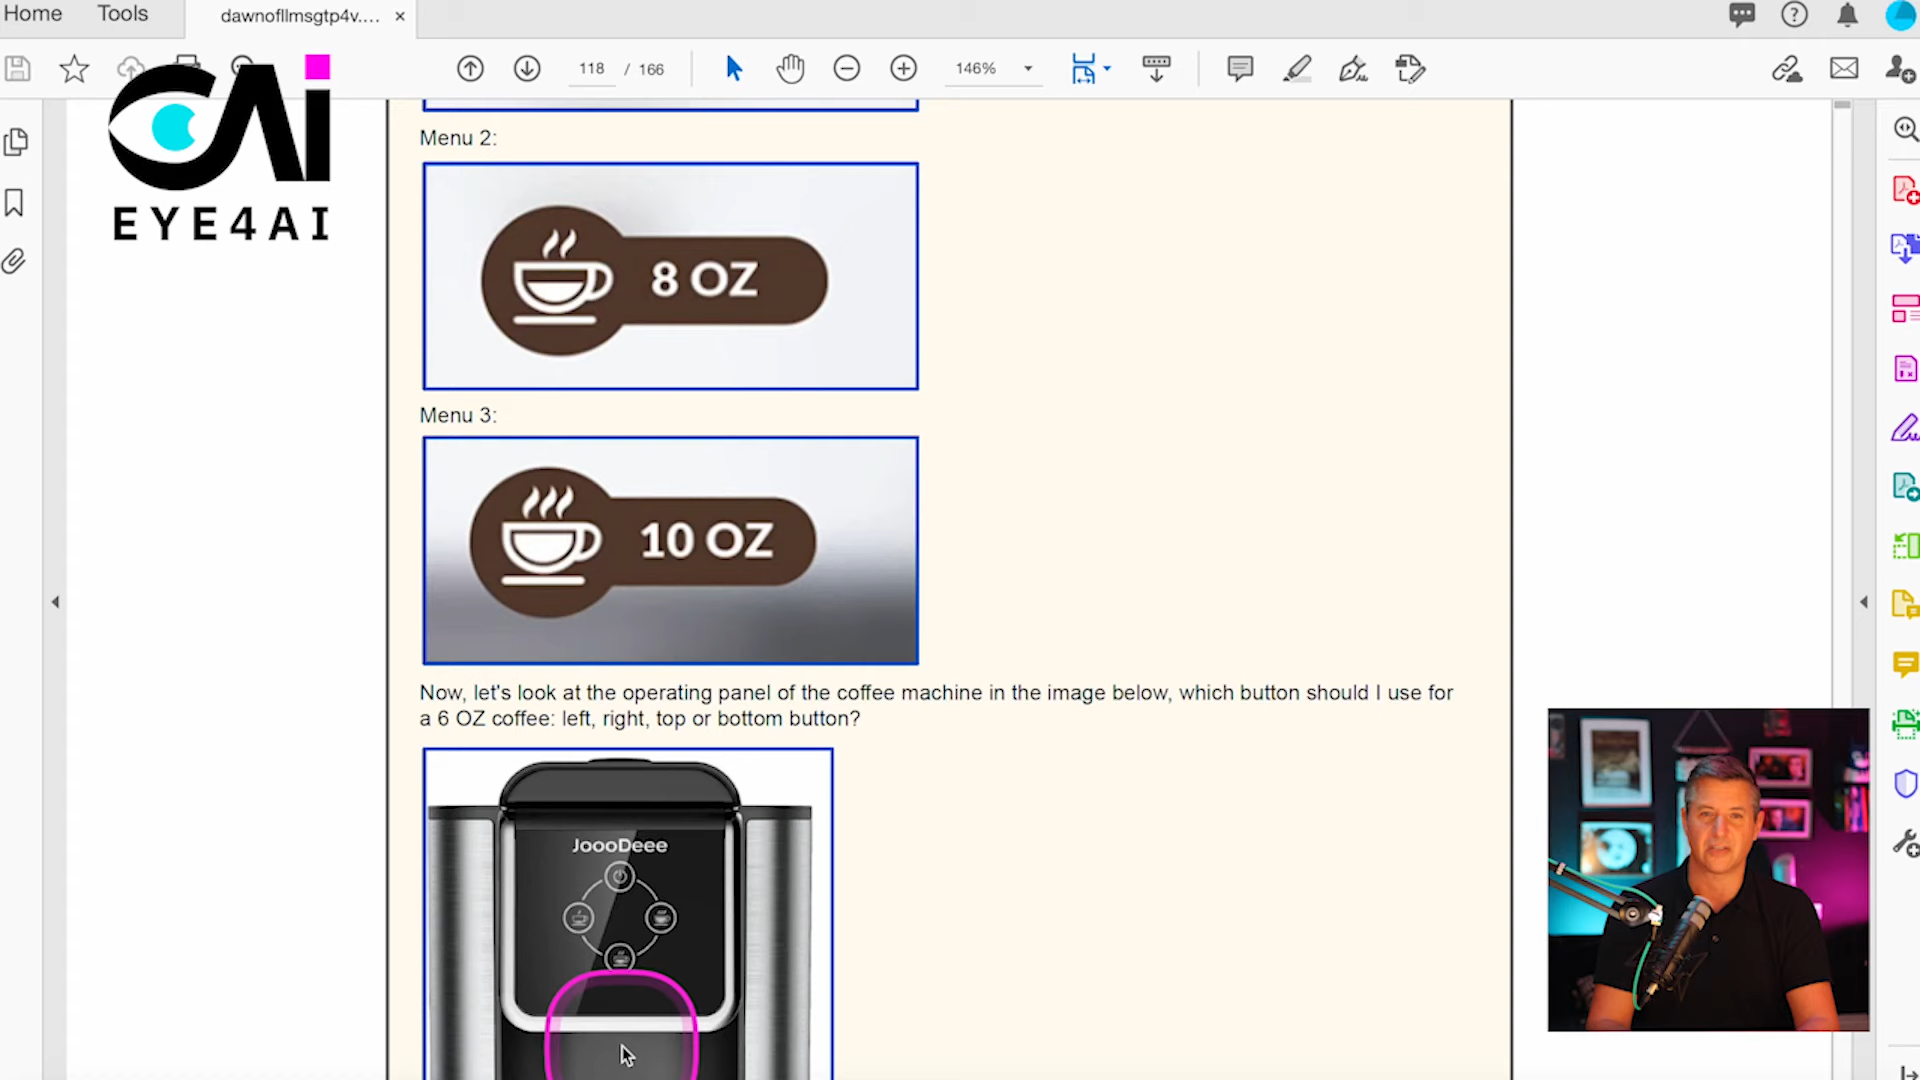 Home
Tools
dawnofllmsgtp4v....
118 / 166
146%
CAi
EYE4AI
Menu 2:
8 OZ
Menu 3:
10 OZ
Now, let's look at the operating panel of the coffee machine in the image below, which button should I use for
a 6 OZ coffee: left, right, top or bottom button?
JoooDeee